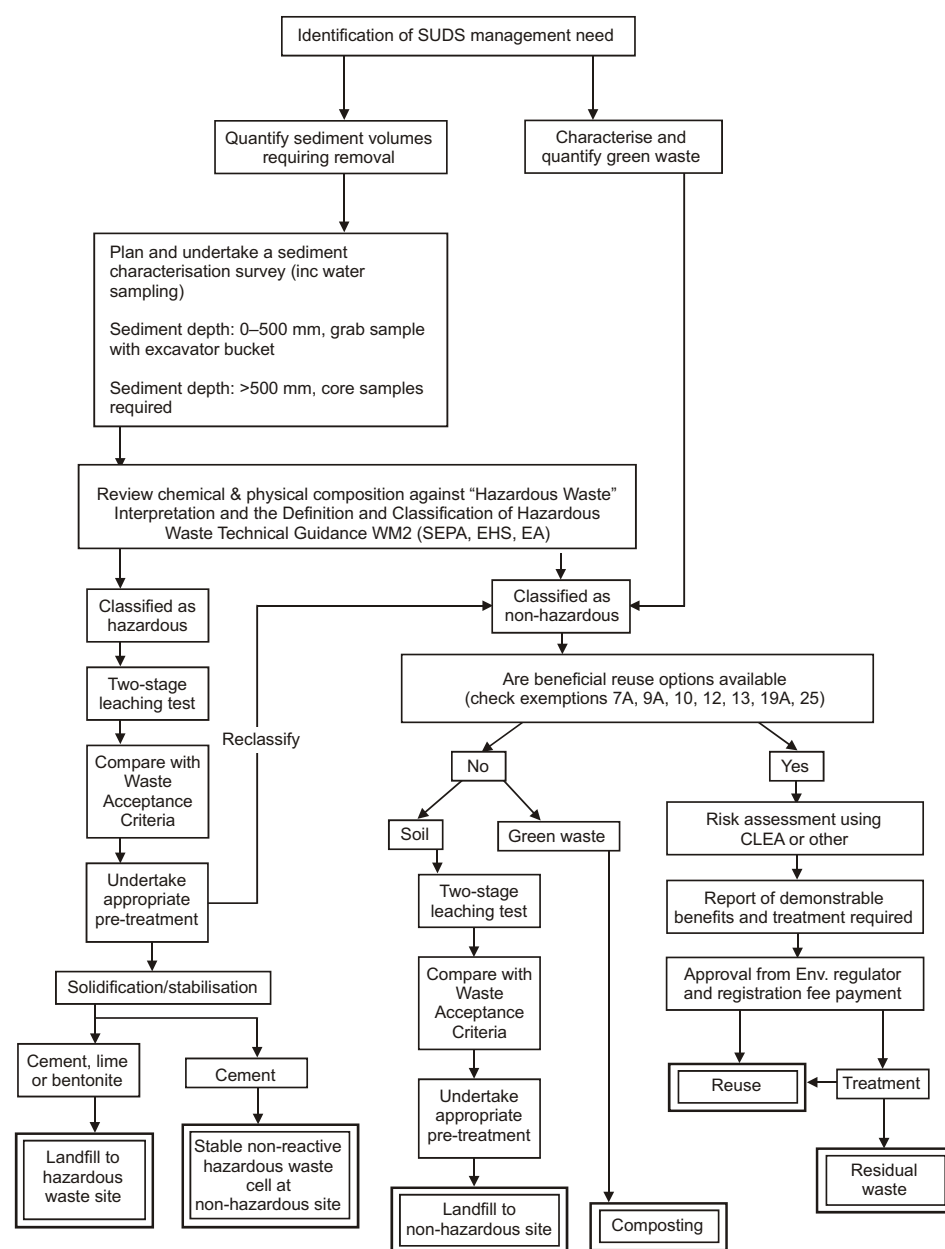 Identification of SUDS management need
Quantify sediment volumes
requiring removal
Characterise and
quantify green waste
Plan and undertake a sediment
characterisation survey (inc water
sampling)
Sediment depth: 0–500 mm, grab sample
with excavator bucket
Sediment depth: >500 mm, core samples
required
Review chemical & physical composition against “Hazardous Waste”
Interpretation and the Definition and Classification of Hazardous
Waste Technical Guidance WM2 (SEPA, EHS, EA)
Classified as
hazardous
Classified as
non-hazardous
Two-stage
leaching test
Are beneficial reuse options available
(check exemptions 7A, 9A, 10, 12, 13, 19A, 25)
Reclassify
Compare with
Waste
Acceptance
Criteria
No
Yes
Soil
Green waste
Risk assessment using
CLEA or other
Undertake
appropriate
pre-treatment
Two-stage
leaching test
Report of demonstrable
benefits and treatment required
Solidification/stabilisation
Compare with
Waste
Acceptance
Criteria
Approval from Env. regulator
and registration fee payment
Cement, lime
or bentonite
Cement
Undertake
appropriate
pre-treatment
Reuse
Treatment
Landfill to
hazardous
waste site
Stable non-reactive
hazardous waste
cell at
non-hazardous site
Landfill to
non-hazardous site
Composting
Residual
waste